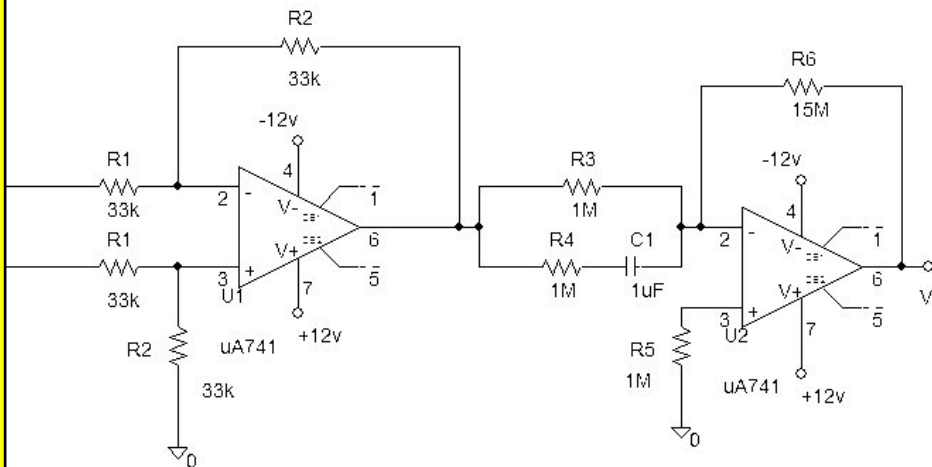 R2
33k
R6
15M
-12v
-12v
R1
33k
2
-
4
V-
1
6
R3
1M
R4
1M
C1
1uF
2
-
4
V-
1
6
R1
33k
3
+
U1
V+
7
5
+12v
3
+
U2
V+
7
5
+12v
V
R2
33k
uA741
R5
1M
uA741
0
0